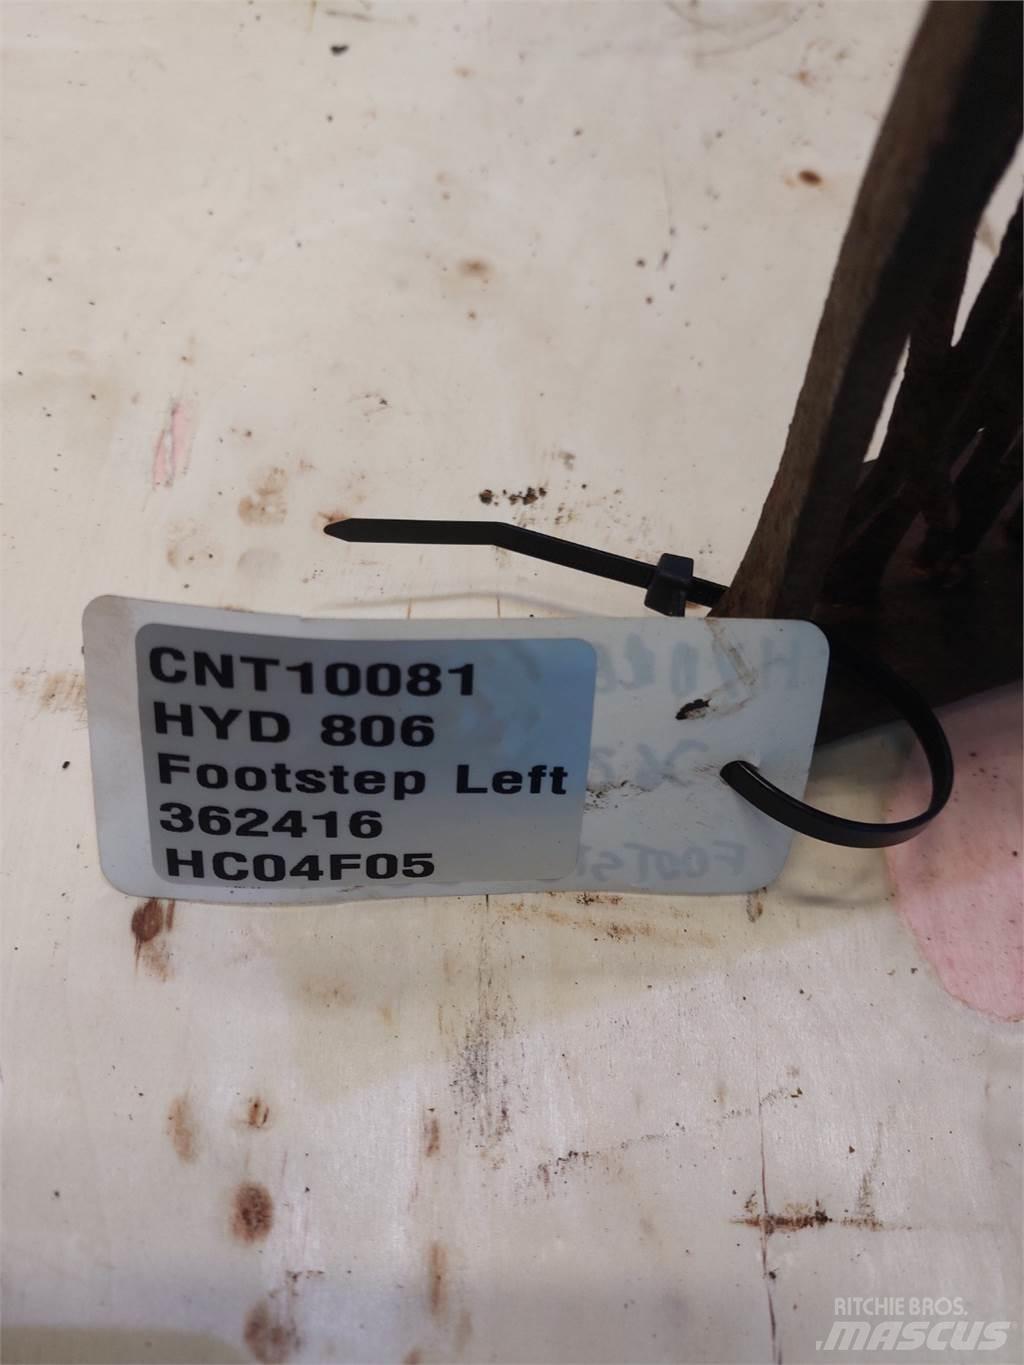 CNT10081
HYD 806
Footstep Left
362416
HC04F05
RITCHIE BROS.
MASCUS